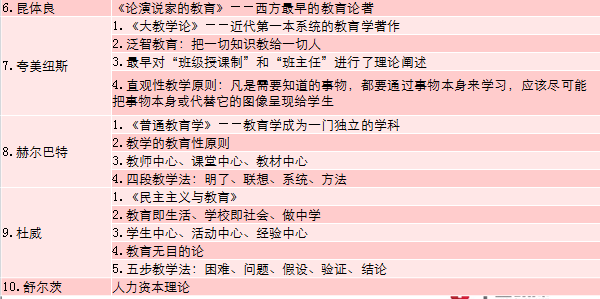 6.昆体良 《论演说家的教育》——西方最早的教育论著
7.夸美纽斯
1.《大教学论》——近代第一本系统的教育学著作
2.泛智教育：把一切知识教给一切人
3.最早对“班级授课制”和“班主任”进行了理论阐述
4.直观性教学原则：凡是需要知道的事物，都要通过事物本身来学习，应该尽可能
把事物本身或代替它的图像呈现给学生
8.赫尔巴特
1.《普通教育学》——教育学成为一门独立的学科
2.教学的教育性原则
3.教师中心、课堂中心、教材中心
4.四段教学法：明了、联想、系统、方法
9.杜威
1.《民主主义与教育》
2.教育即生活、学校即社会、做中学
3.学生中心、活动中心、经验中心
4.教育无目的论
5.五步教学法：困难、问题、假设、验证、结论
10.舒尔茨 人力资本理论